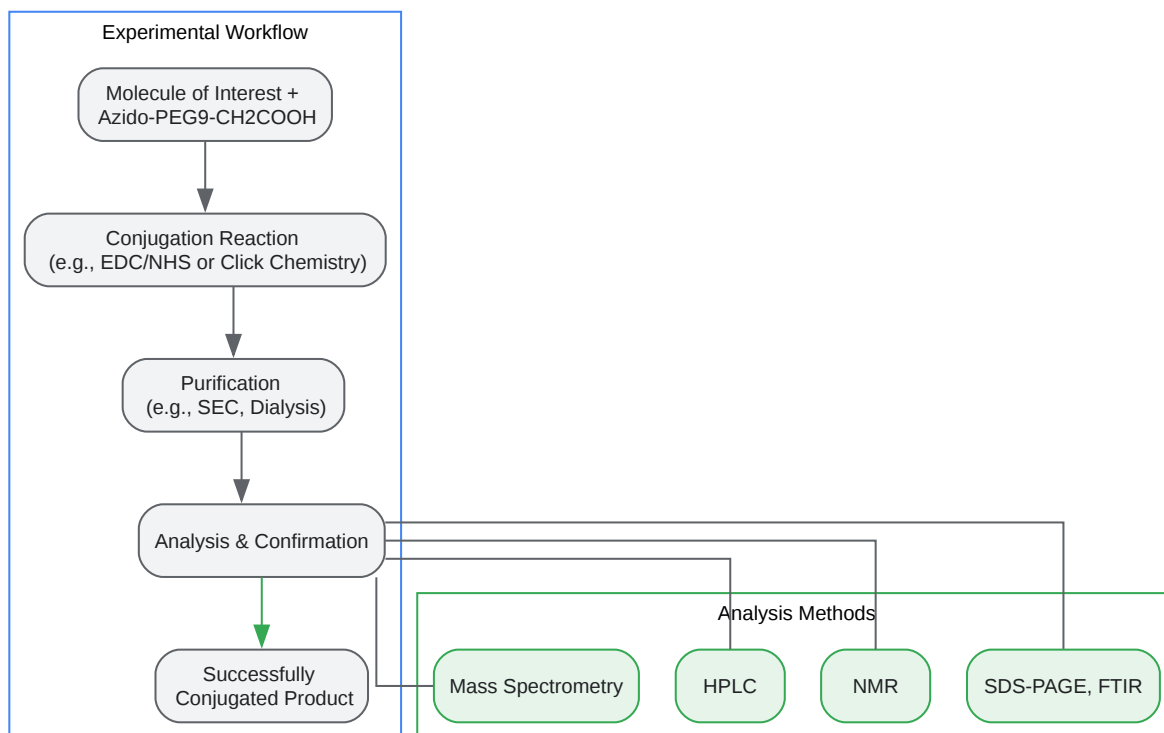 Experimental Workflow
Molecule of Interest +
Azido-PEG9-CH2COOH
Conjugation Reaction
(e.g., EDC/NHS or Click Chemistry)
Purification
(e.g., SEC, Dialysis)
Analysis & Confirmation
Successfully
Conjugated Product
Analysis Methods
Mass Spectrometry
HPLC
NMR
SDS-PAGE, FTIR